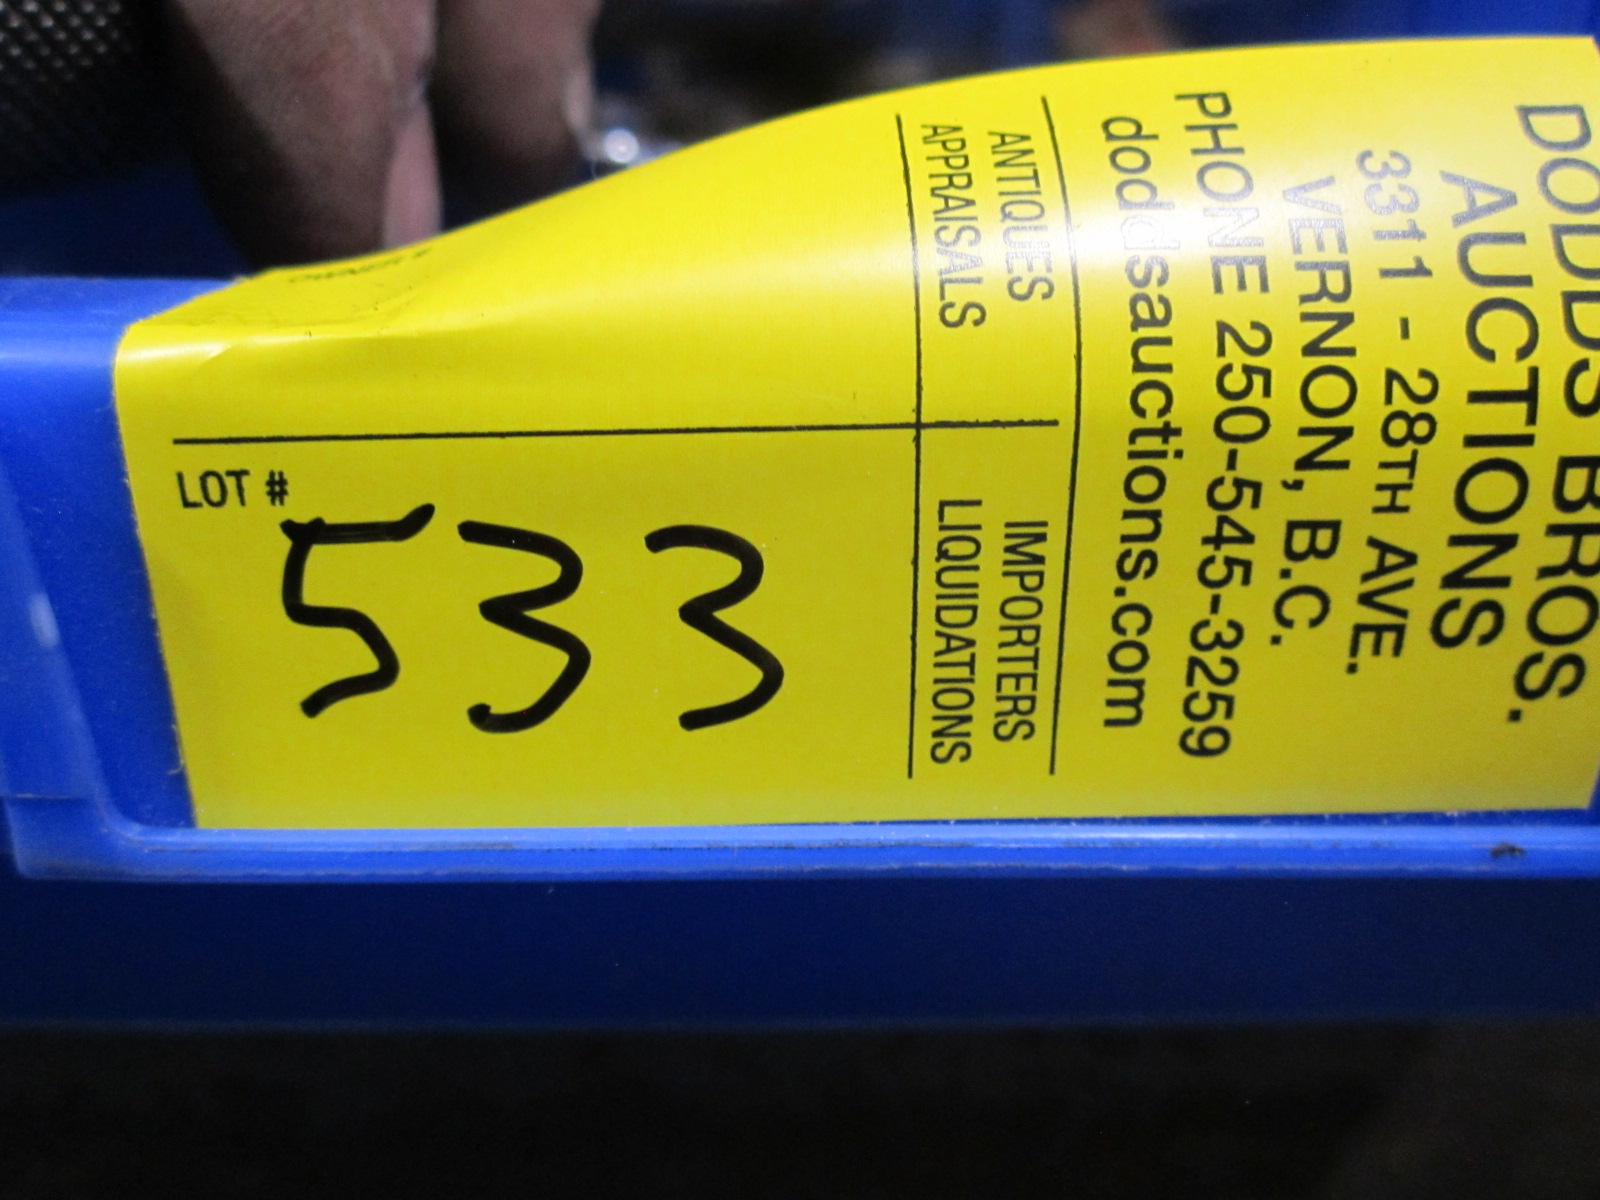 DODDS BROS.
AUCTIONS
3311 - 28TH AVE.
VERNON, B.C.
PHONE 250-545-3259
doddsauctions.com
ANTIQUES IMPORTERS
APPRAISALS LIQUIDATIONS
LOT #
533